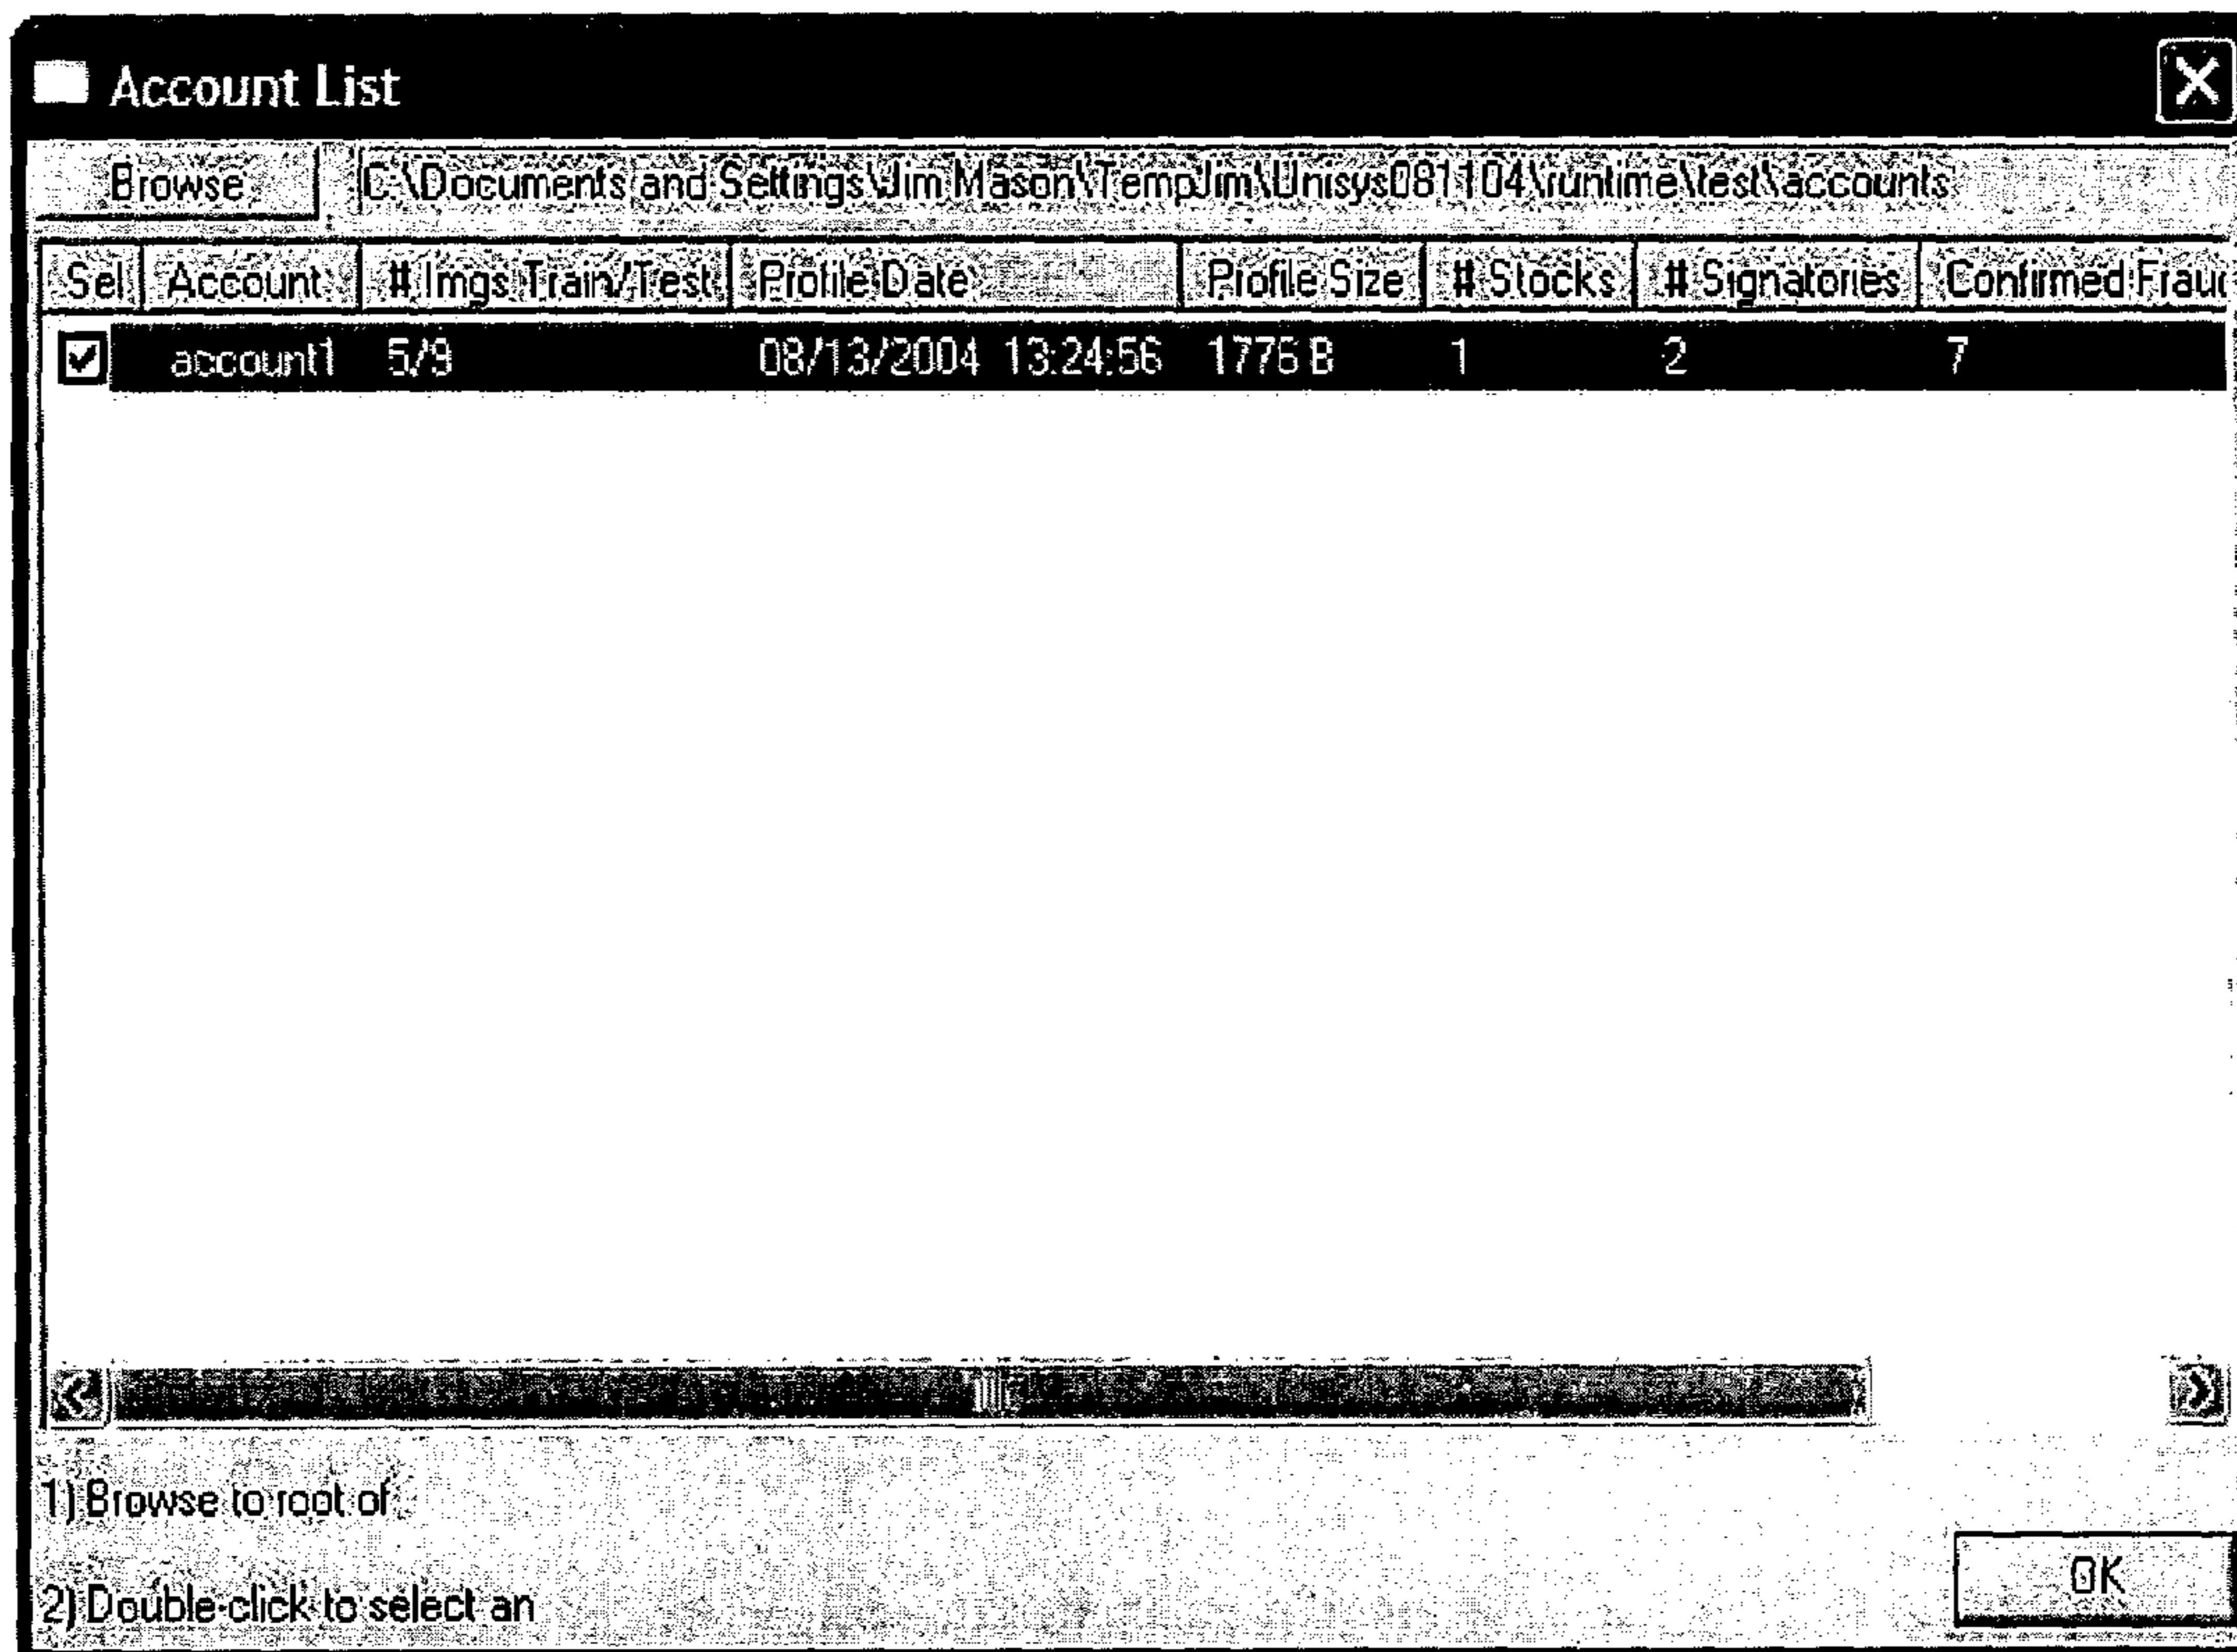 Account List
Browse C:\Documents and Settings\Jim Mason\TempJim\Unisys081104\runtime\test\accounts
Sel Account # Imgs Train/Test Profile Date Profile Size # Stocks # Signatories Confirmed Frauc
account1 5/9 08/13/2004 13:24:56 1776 B 1 2 7
1) Browse to root of
2) Double-click to select an
OK